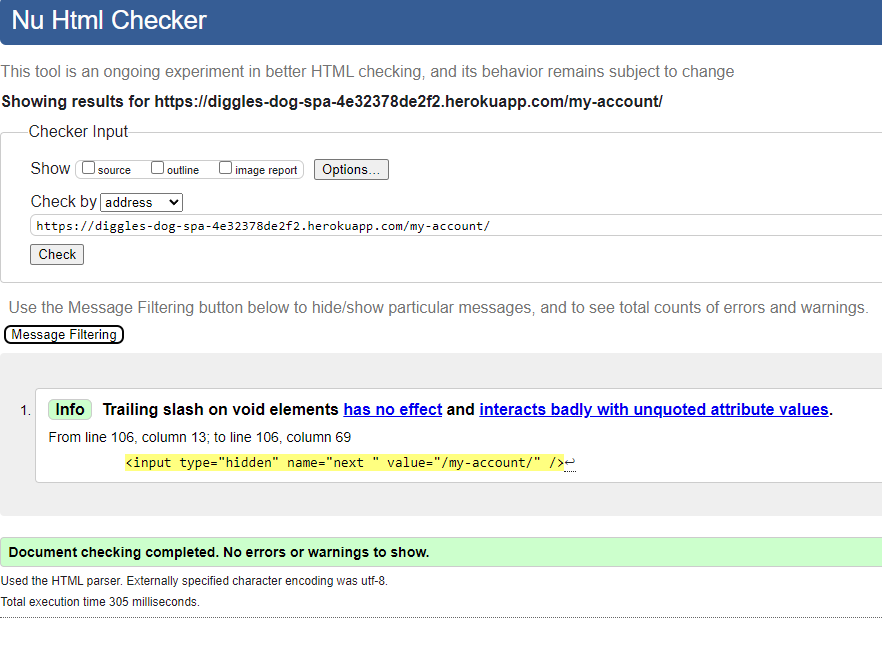 Nu Html Checker
This tool is an ongoing experiment in better HTML checking, and its behavior remains subject to change
Showing results for https://diggles-dog-spa-4e32378de2f2.herokuapp.com/my-account/
Checker Input
Show source outline image report Options...
Check by address
https://diggles-dog-spa-4e32378de2f2.herokuapp.com/my-account/
Check
Use the Message Filtering button below to hide/show particular messages, and to see total counts of errors and warnings.
Message Filtering
1. Info Trailing slash on void elements has no effect and interacts badly with unquoted attribute values.
From line 106, column 13; to line 106, column 69
<input type="hidden" name="next " value="/my-account/" />↩
Document checking completed. No errors or warnings to show.
Used the HTML parser. Externally specified character encoding was utf-8.
Total execution time 305 milliseconds.